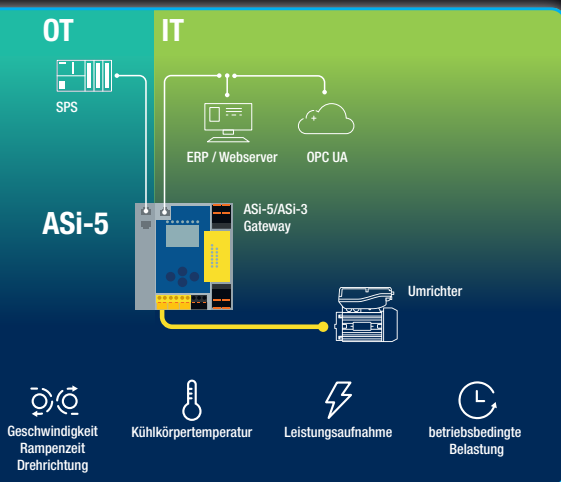 OT
IT
SPS
ERP / Webserver
OPC UA
ASi-5
ASi-5/ASi-3
Gateway
Umrichter
Geschwindigkeit
Rampenzeit
Drehrichtung
Kühlkörpertemperatur
Leistungsaufnahme
betriebsbedingte
Belastung